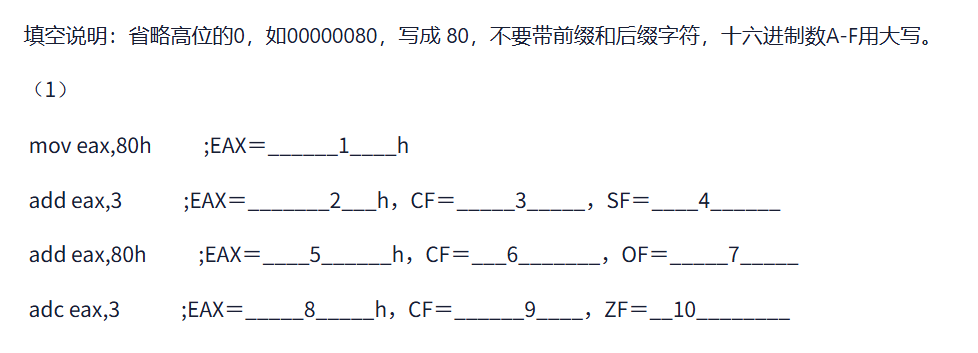 填空说明：省略高位的0，如00000080，写成 80，不要带前缀和后缀字符，十六进制数A-F用大写。
（1）
mov eax,80h ;EAX＝______1____h
add eax,3 ;EAX＝_______2___h，CF＝_____3_____，SF＝____4______
add eax,80h ;EAX＝____5______h，CF＝___6_______，OF＝_____7_____
adc eax,3 ;EAX＝_____8_____h，CF＝______9____，ZF＝__10________